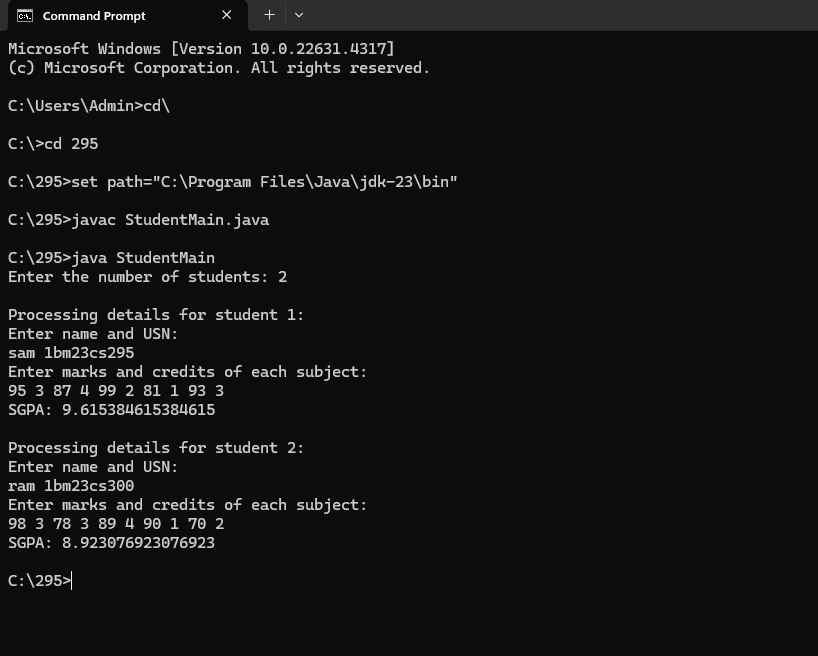 Command Prompt
Microsoft Windows [Version 10.0.22631.4317]
(c) Microsoft Corporation. All rights reserved.
C:\Users\Admin>cd\
C:\>cd 295
C:\295>set path="C:\Program Files\Java\jdk-23\bin"
C:\295>javac StudentMain.java
C:\295>java StudentMain
Enter the number of students: 2
Processing details for student 1:
Enter name and USN:
sam 1bm23cs295
Enter marks and credits of each subject:
95 3 87 4 99 2 81 1 93 3
SGPA: 9.615384615384615
Processing details for student 2:
Enter name and USN:
ram 1bm23cs300
Enter marks and credits of each subject:
98 3 78 3 89 4 90 1 70 2
SGPA: 8.923076923076923
C:\295>